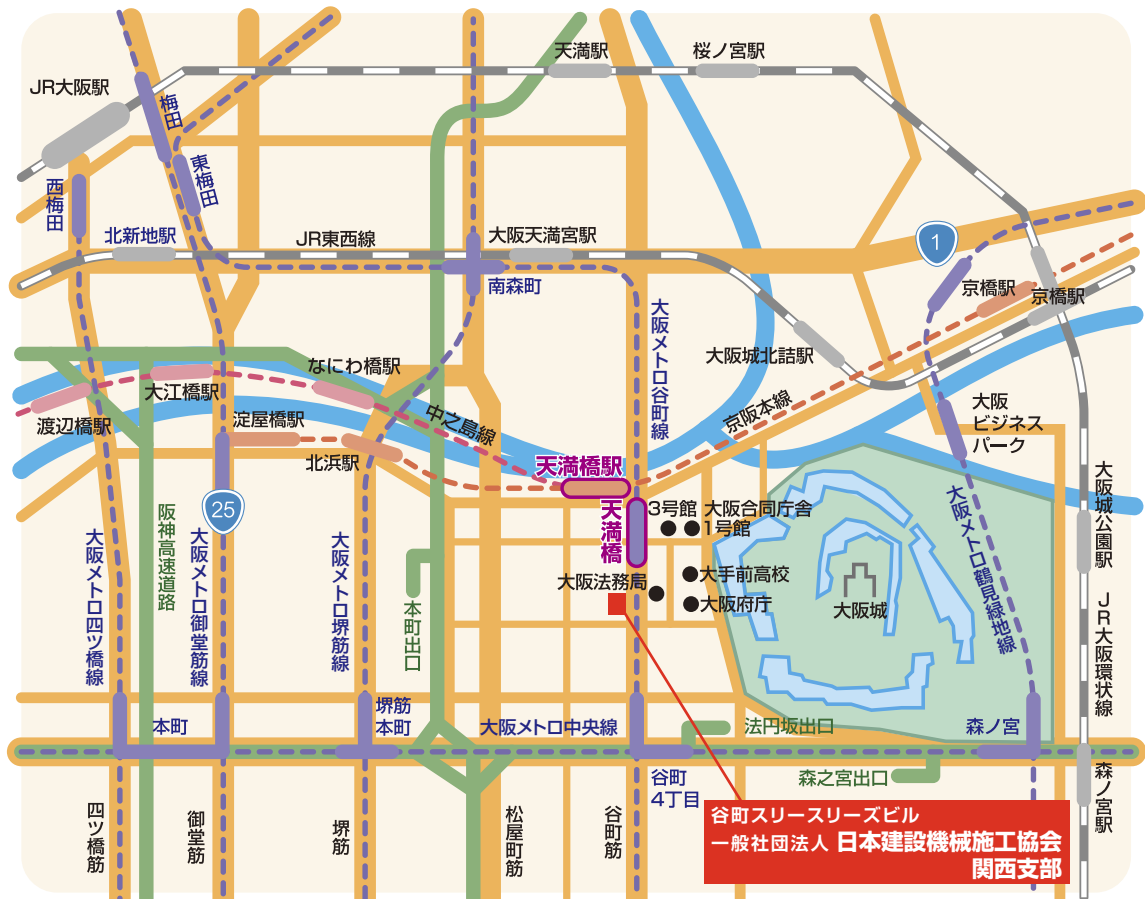 天満駅
桜ノ宮駅
JR大阪駅
梅田
東梅田
西梅田
北新地駅
JR東西線
大阪天満宮駅
1
南森町
京橋駅
京橋駅
大阪メトロ谷町線
大阪城北詰駅
なにわ橋駅
大江橋駅
渡辺橋駅
淀屋橋駅
中之島線
京阪本線
大阪
ビジネス
パーク
北浜駅
天満橋駅
天満橋
25
3号館
大阪合同庁舎
1号館
大阪法務局
大手前高校
大阪府庁
大阪城
大阪メトロ鶴見緑地線
大阪城公園駅
JR大阪環状線
阪神高速道路
大阪メトロ四ツ橋線
大阪メトロ御堂筋線
大阪メトロ堺筋線
本町出口
本町
堺筋
本町
大阪メトロ中央線
法円坂出口
森ノ宮
森之宮出口
森ノ宮駅
谷町
4丁目
四ツ橋筋
御堂筋
堺筋
松屋町筋
谷町筋
谷町スリースリーズビル
一般社団法人 日本建設機械施工協会
関西支部